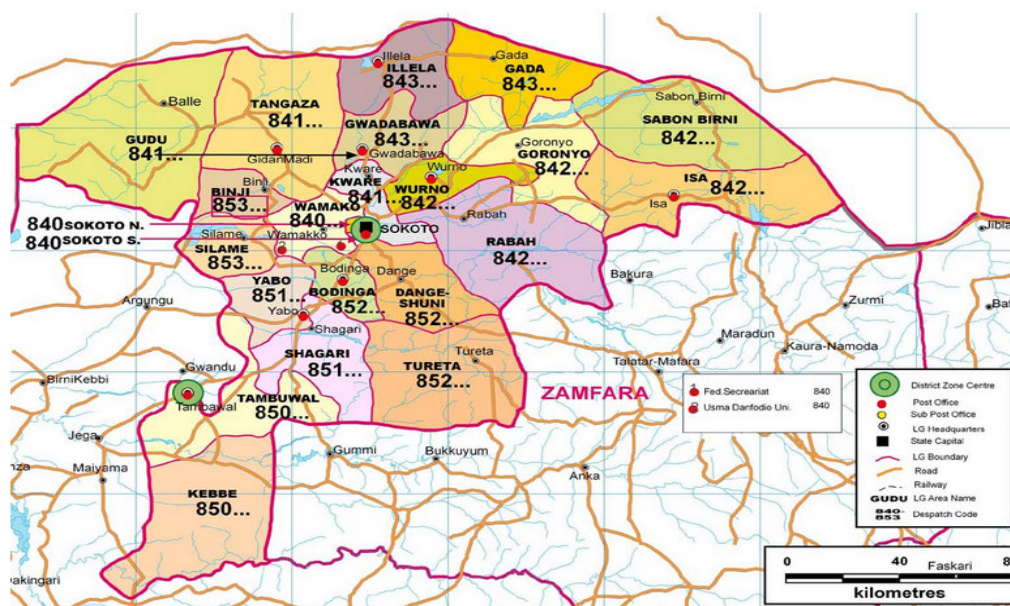 Illela
ILLELA
843...
Gada
GADA
843...
Balle
TANGAZA
841...
Sabon Birni
SABON BIRNI
842...
GWADABAWA
843...
Gwadabawa
GUDU
841...
GidanMadi
Goronyo
GORONYO
842...
Kware
KWARE
841...
Wurno
WURNO
842...
ISA
842...
Isa
Binji
BINJI
853...
WAMAKO
840...
Wamakko
Rabah
RABAH
842...
840 SOKOTO N.
840 SOKOTO S.
SOKOTO
Silame
SILAME
853...
2
Jibia
Bakura
Bodinga
BODINGA
852...
Dange
DANGE-
SHUNI
852...
YABO
851...
Yabo
Argungu
Zurmi
Shagari
SHAGARI
851...
Maradun
Kaura-Namoda
Tureta
TURETA
852...
Talatar-Mafara
Gwandu
BirniKebbi
Tambawal
TAMBUWAL
850...
ZAMFARA
1 Fed.Secreariat 840
2 Usma Danfodio Uni. 840
District Zone Centre
Post Office
Sub Post Office
LG Headquarters
State Capital
LG Boundary
Road
Railway
GUDU LG Area Name
840-
853 Despatch Code
Jega
Maiyama
Gummi
Bukkuyum
Anka
KEBBE
850...
0 40 80
Faskari
kilometres